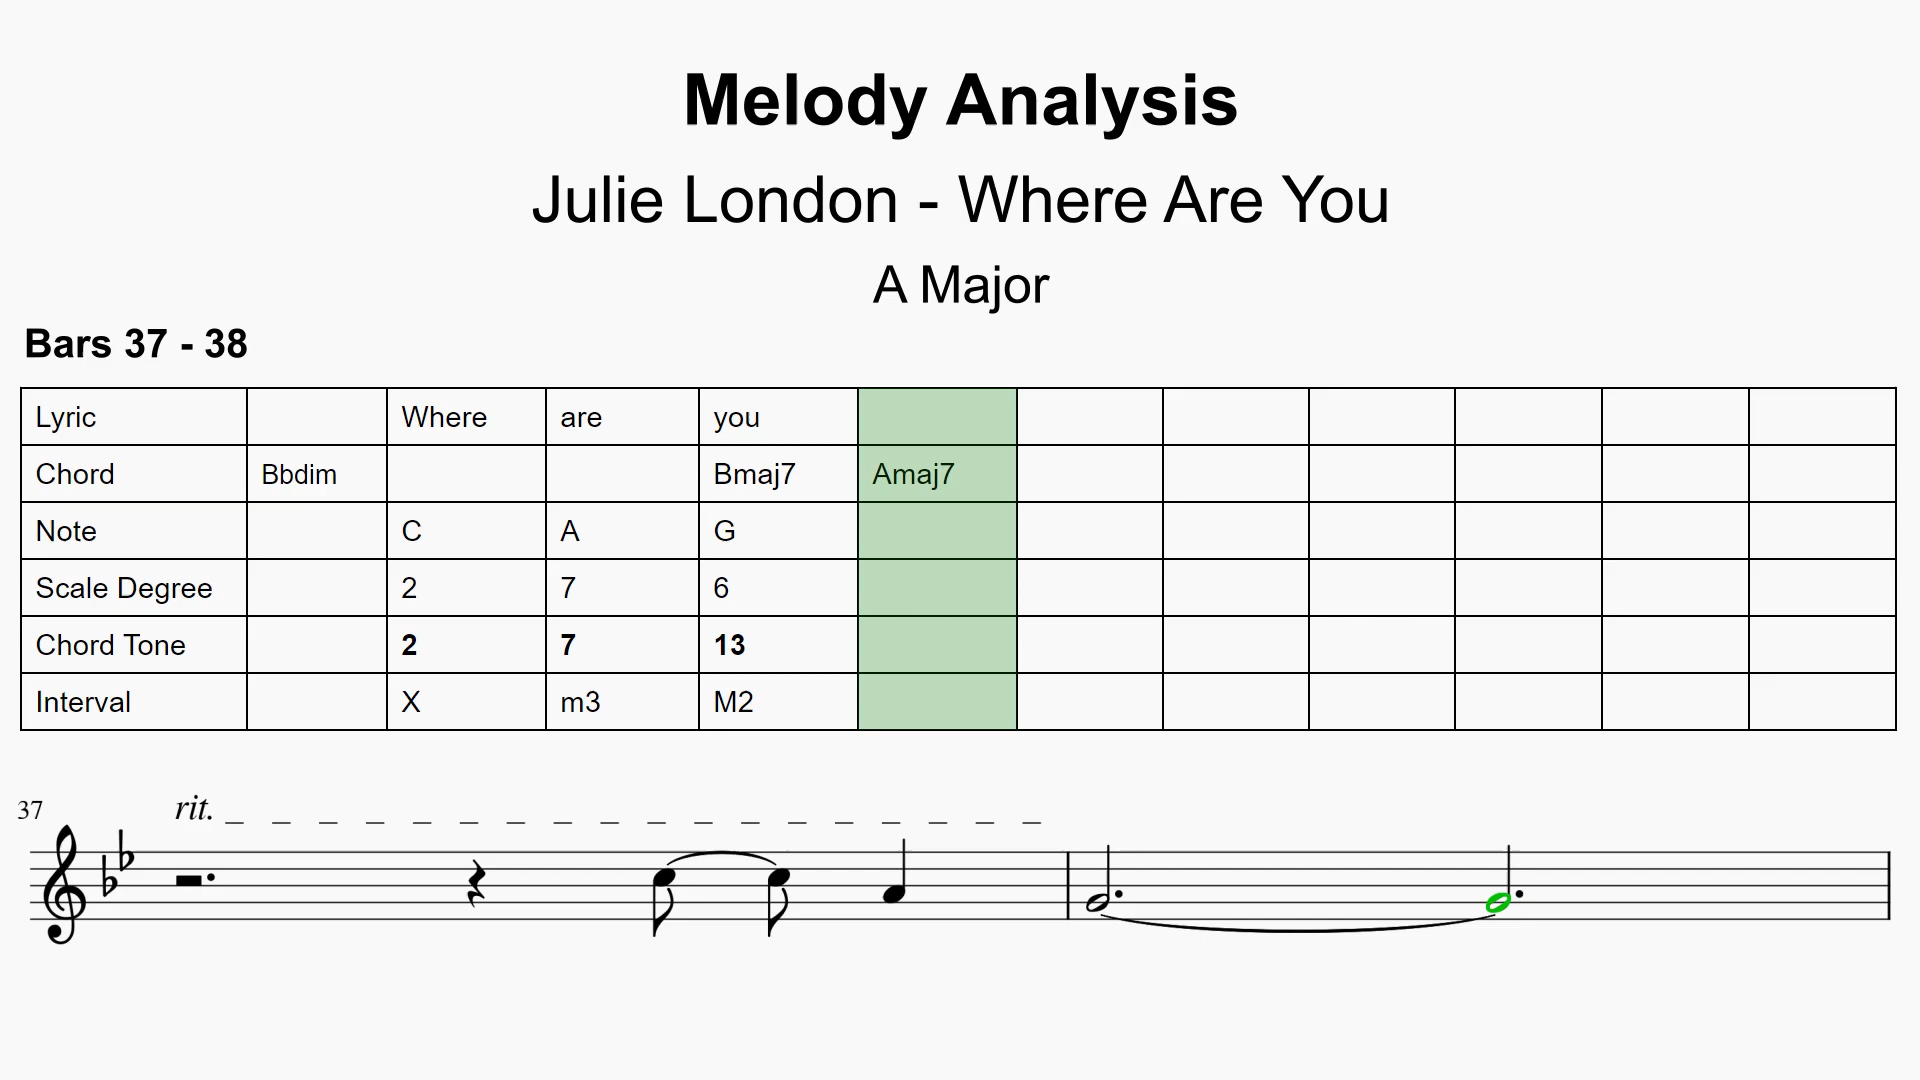 Melody Analysis
Julie London - Where Are You
A Major
Bars 37 - 38
Lyric Where are you
Chord Bbdim Bmaj7 Amaj7
Note C A G
Scale Degree 2 7 6
Chord Tone 2 7 13
Interval X m3 M2
37 rit.